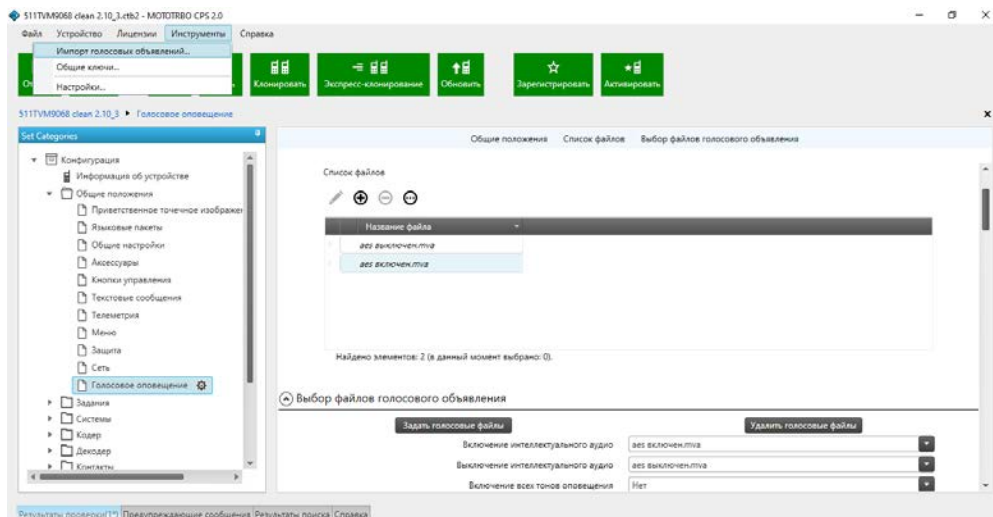 511TVM9068 clean 2.10_3.ctb2 - MOTOTRBO CPS 2.0
Файл Устройство Лицензии Инструменты Справка
Импорт голосовых объявлений...
Общие ключи...
Настройки...
Клонировать Экспресс-клонирование Обновить Зарегистрировать Активировать
511TVM9068 clean 2.10_3 Голосовое оповещение
Set Categories
Общие положения Список файлов Выбор файлов голосового объявления
Конфигурация
Информация об устройстве
Общие положения
Приветственное точечное изображен
Языковые пакеты
Общие настройки
Аксессуары
Кнопки управления
Текстовые сообщения
Телеметрия
Меню
Защита
Сеть
Голосовое оповещение
Задания
Системы
Кодер
Декодер
Контакты
Список файлов
Название файла
aes выключен.mva
aes включен.mva
Найдено элементов: 2 (в данный момент выбрано: 0).
Выбор файлов голосового объявления
Задать голосовые файлы Удалить голосовые файлы
Включение интеллектуального аудио aes включен.mva
Выключение интеллектуального аудио aes выключен.mva
Включение всех тонов оповещения Нет
Результаты проверки(1*) Предупреждающие сообщения Результаты поиска Справка